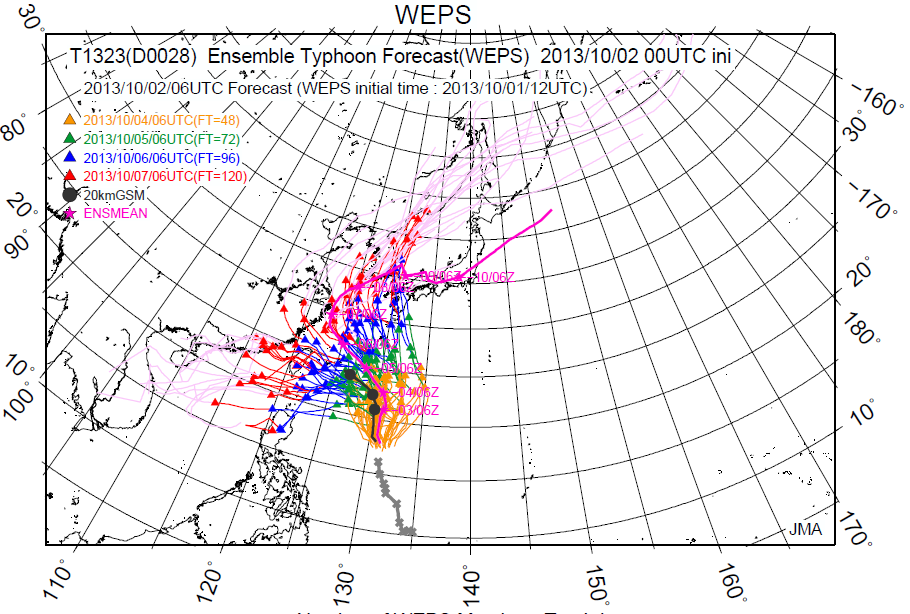 WEPS
T1323(D0028) Ensemble Typhoon Forecast(WEPS) 2013/10/02 00UTC ini
2013/10/02/06UTC Forecast (WEPS initial time : 2013/10/01/12UTC)
2013/10/04/06UTC(FT=48)
2013/10/05/06UTC(FT=72)
2013/10/06/06UTC(FT=96)
2013/10/07/06UTC(FT=120)
20kmGSM
ENSMEAN
30°
80°
20°
90°
10°
100°
−160°
30°
−170°
20°
180°
10°
170°
10/06Z
04/06Z
03/06Z
JMA
110°
120°
130°
140°
150°
160°